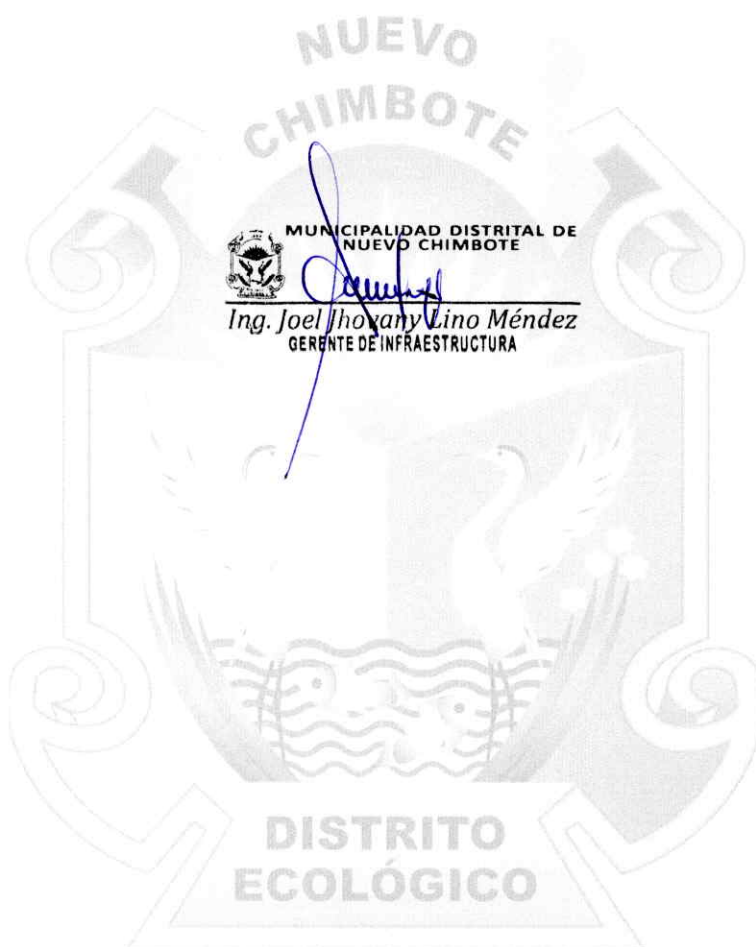 NUEVO
CHIMBOTE
MUNICIPALIDAD DISTRITAL DE
NUEVO CHIMBOTE
Ing. Joel Jhovany Lino Méndez
GERENTE DE INFRAESTRUCTURA
DISTRITO
ECOLÓGICO